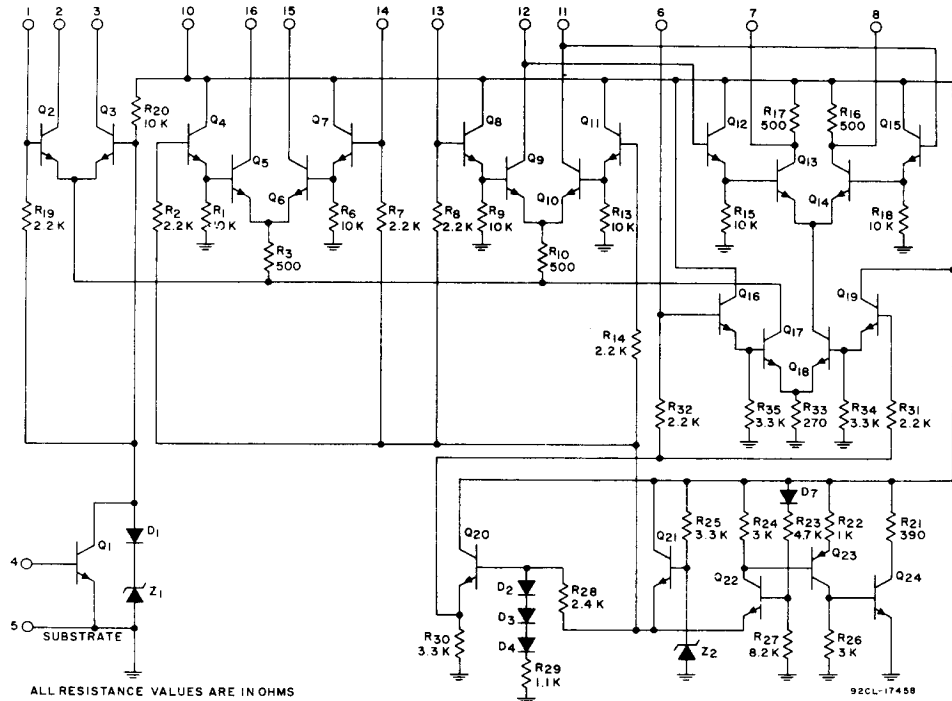 1 2 3 10 16 15 14 13 12 11 6 7 8
Q2 Q3 R20 10 K
Q4 Q5 Q6 Q7
Q8 Q9 Q10 Q11
Q12 R17 500 R16 500 Q15
Q13 Q14
R19 2.2 K
R2 2.2 K
R1 10 K
R3 500
R6 10 K
R7 2.2 K
R8 2.2 K
R9 10 K
R10 500
R13 10 K
R15 10 K
R18 10 K
Q16 Q17 Q18 Q19
R14 2.2 K
R32 2.2 K
R35 3.3 K
R33 270
R34 3.3 K
R31 2.2 K
4 Q1 D1 Z1
5 SUBSTRATE
Q20
R30 3.3 K
D2 D3 D4
R29 1.1 K
R28 2.4 K
Q21
R25 3.3 K
Z2
R24 3 K
D7
R23 4.7 K
R22 1 K
R21 390
Q22 Q23 Q24
R27 8.2 K
R26 3 K
ALL RESISTANCE VALUES ARE IN OHMS
92CL-17458